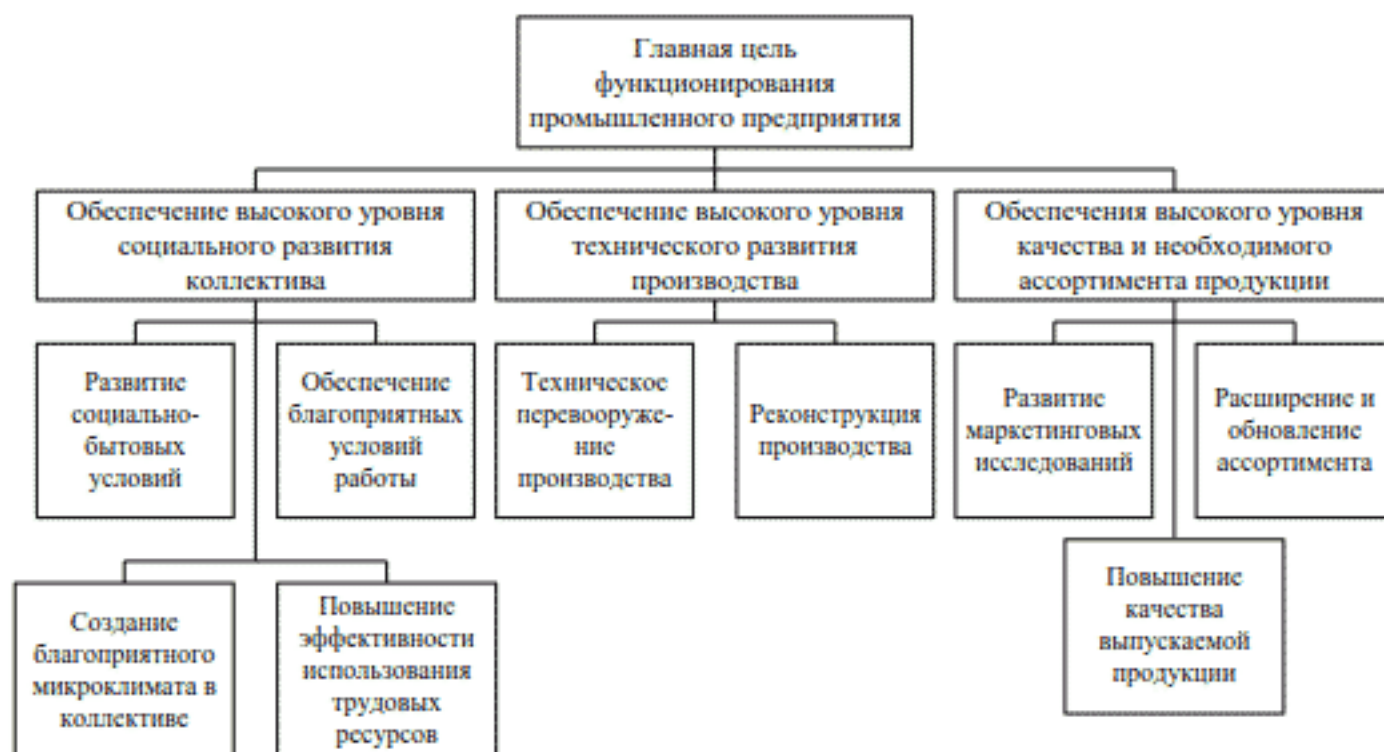 Главная цель
функционирования
промышленного предприятия
Обеспечение высокого уровня
социального развития
коллектива
Обеспечение высокого уровня
технического развития
производства
Обеспечения высокого уровня
качества и необходимого
ассортимента продукции
Развитие
социально-
бытовых
условий
Обеспечение
благоприятных
условий
работы
Техническое
перевооруже-
ние
производства
Реконструкция
производства
Развитие
маркетинговых
исследований
Расширение и
обновление
ассортимента
Создание
благоприятного
микроклимата в
коллективе
Повышение
эффективности
использования
трудовых
ресурсов
Повышение
качества
выпускаемой
продукции